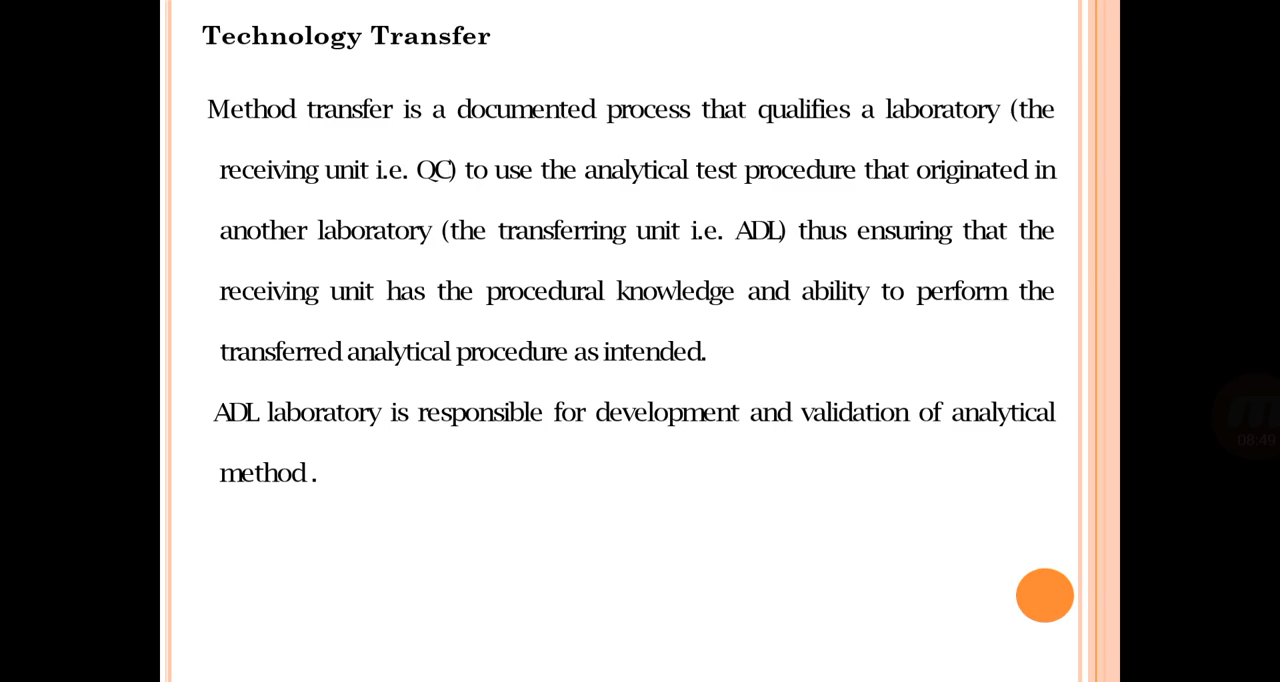 Technology Transfer
Method transfer is a documented process that qualifies a laboratory (the
receiving unit i.e. QC) to use the analytical test procedure that originated in
another laboratory (the transferring unit i.e. ADL) thus ensuring that the
receiving unit has the procedural knowledge and ability to perform the
transferred analytical procedure as intended.
ADL laboratory is responsible for development and validation of analytical
method .
08:49